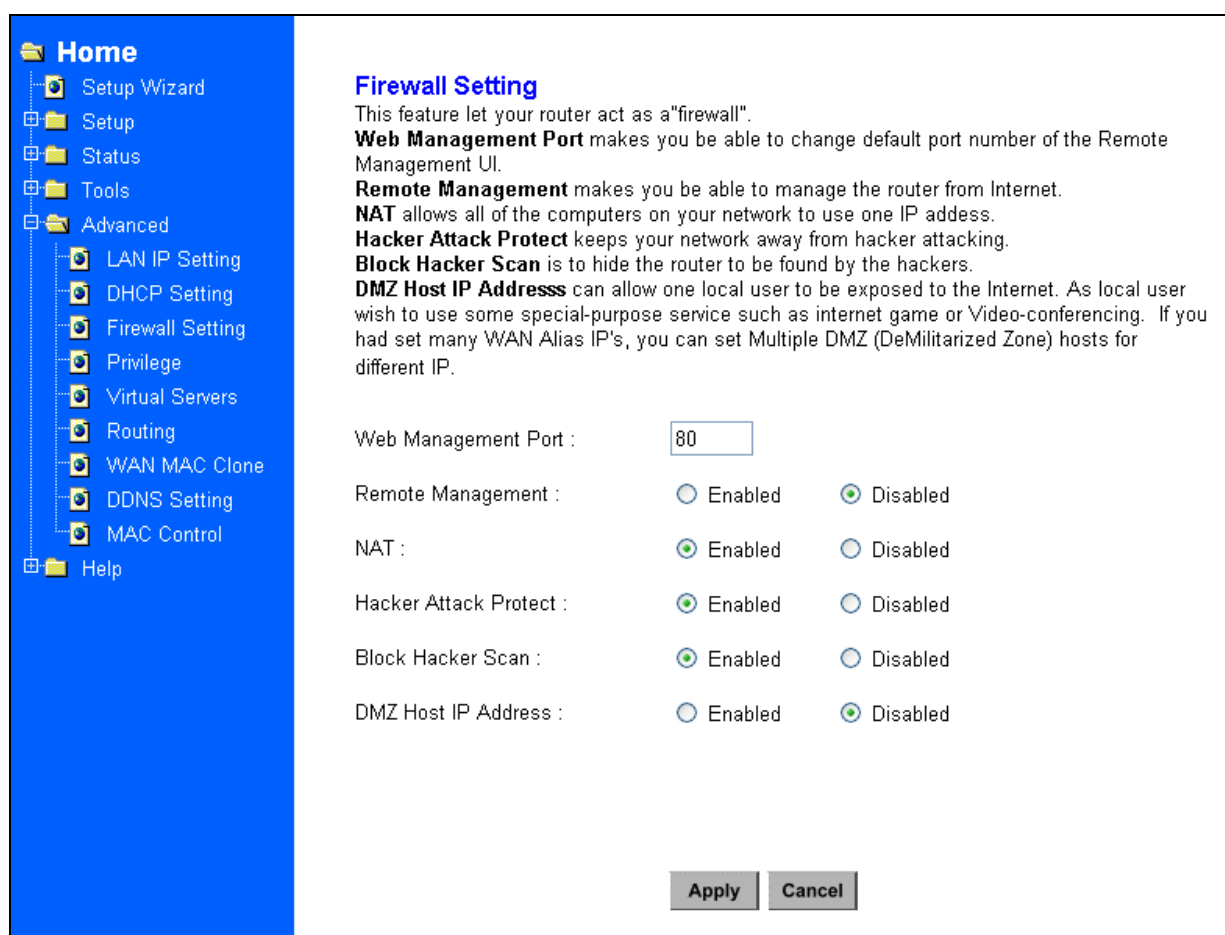 Home
Setup Wizard
Setup
Status
Tools
Advanced
LAN IP Setting
DHCP Setting
Firewall Setting
Privilege
Virtual Servers
Routing
WAN MAC Clone
DDNS Setting
MAC Control
Help
Firewall Setting
This feature let your router act as a"firewall".
Web Management Port makes you be able to change default port number of the Remote
Management UI.
Remote Management makes you be able to manage the router from Internet.
NAT allows all of the computers on your network to use one IP addess.
Hacker Attack Protect keeps your network away from hacker attacking.
Block Hacker Scan is to hide the router to be found by the hackers.
DMZ Host IP Addresss can allow one local user to be exposed to the Internet. As local user
wish to use some special-purpose service such as internet game or Video-conferencing.  If you
had set many WAN Alias IP's, you can set Multiple DMZ (DeMilitarized Zone) hosts for
different IP.
Web Management Port : 80
Remote Management : Enabled Disabled
NAT : Enabled Disabled
Hacker Attack Protect : Enabled Disabled
Block Hacker Scan : Enabled Disabled
DMZ Host IP Address : Enabled Disabled
Apply Cancel